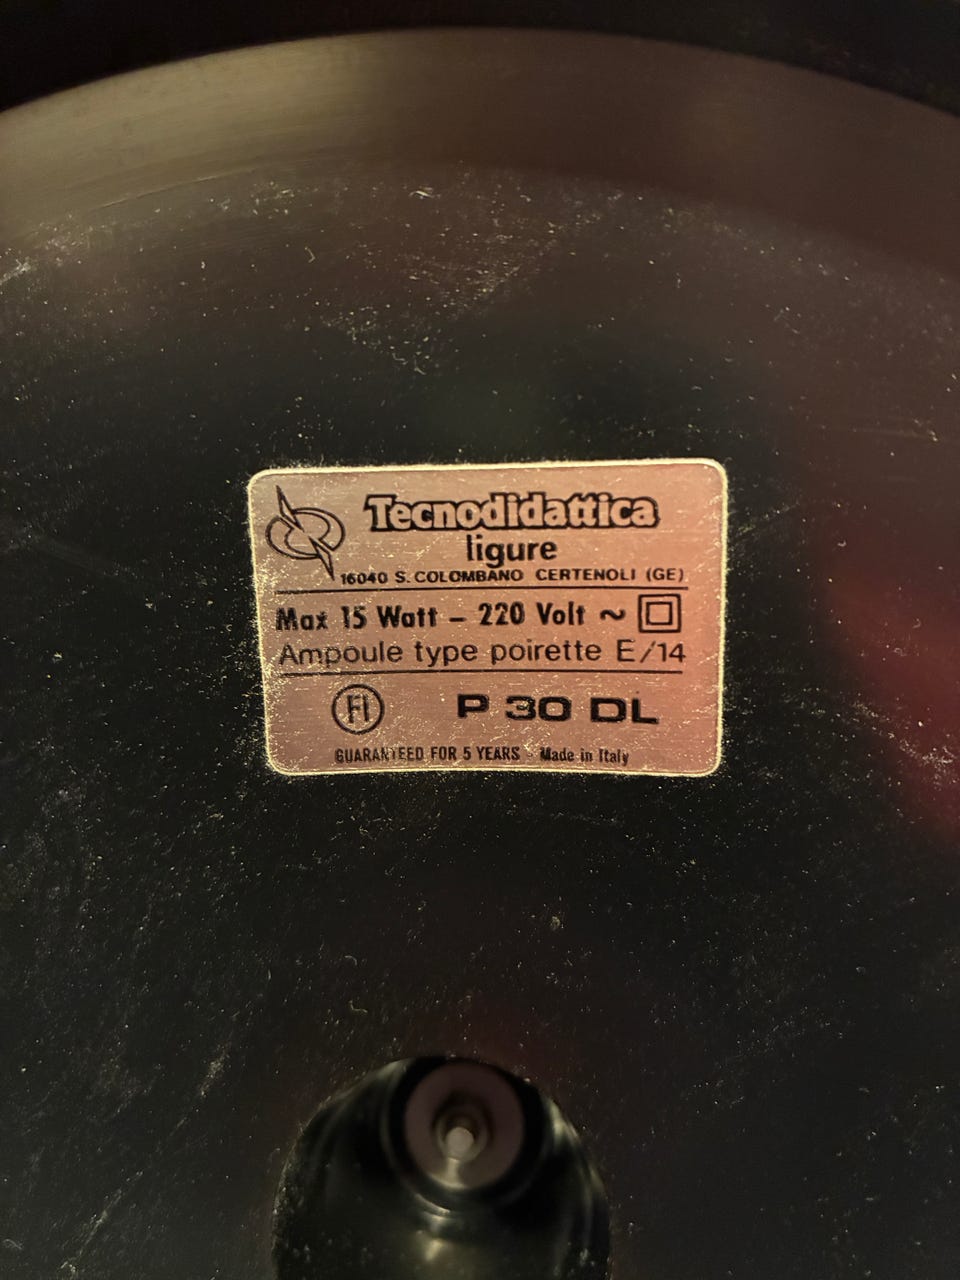 Tecnodidattica
ligure
16040 S. COLOMBANO CERTENOLI (GE)
Max 15 Watt – 220 Volt ~
Ampoule type poirette E/14
FI P 30 DL
GUARANTEED FOR 5 YEARS - Made in Italy